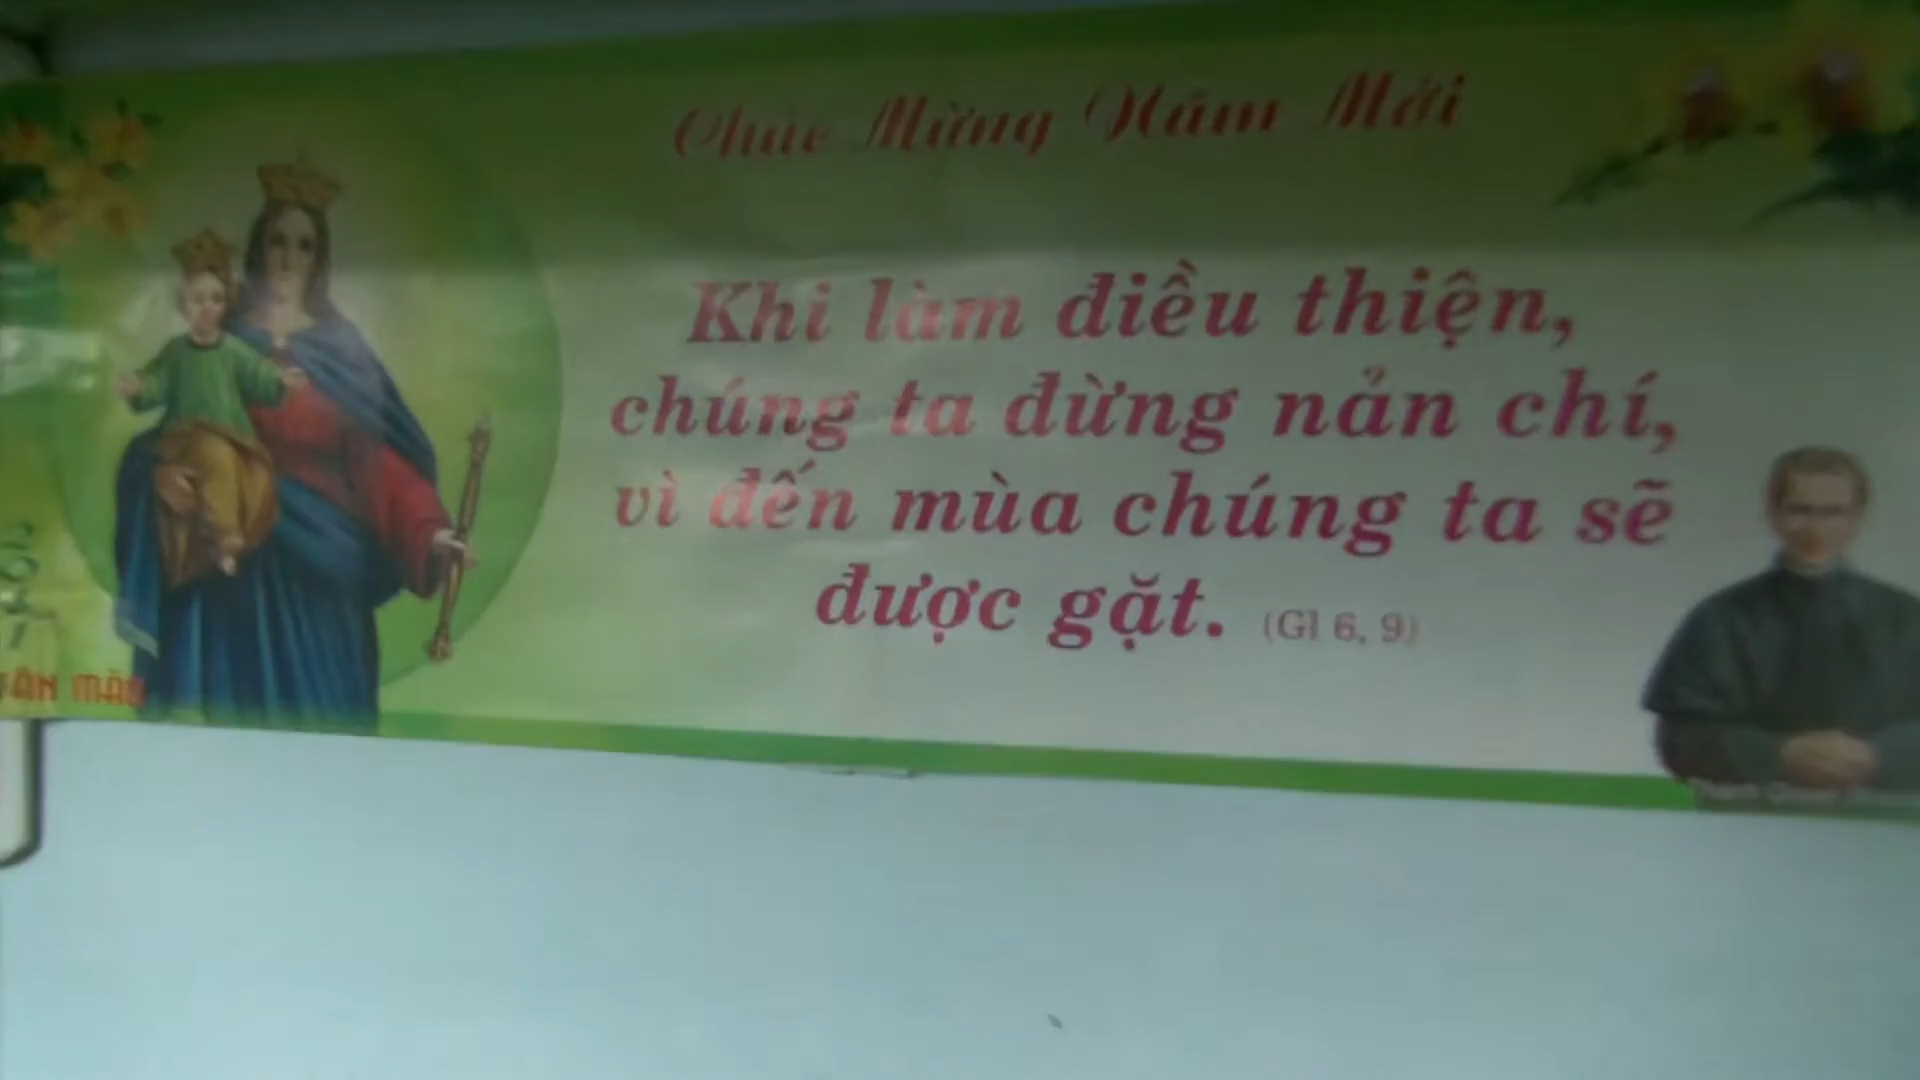 Chúc Mừng Năm Mới
Khi làm điều thiện,
chúng ta đừng nản chí,
vì đến mùa chúng ta sẽ
được gặt. (Gl 6, 9)